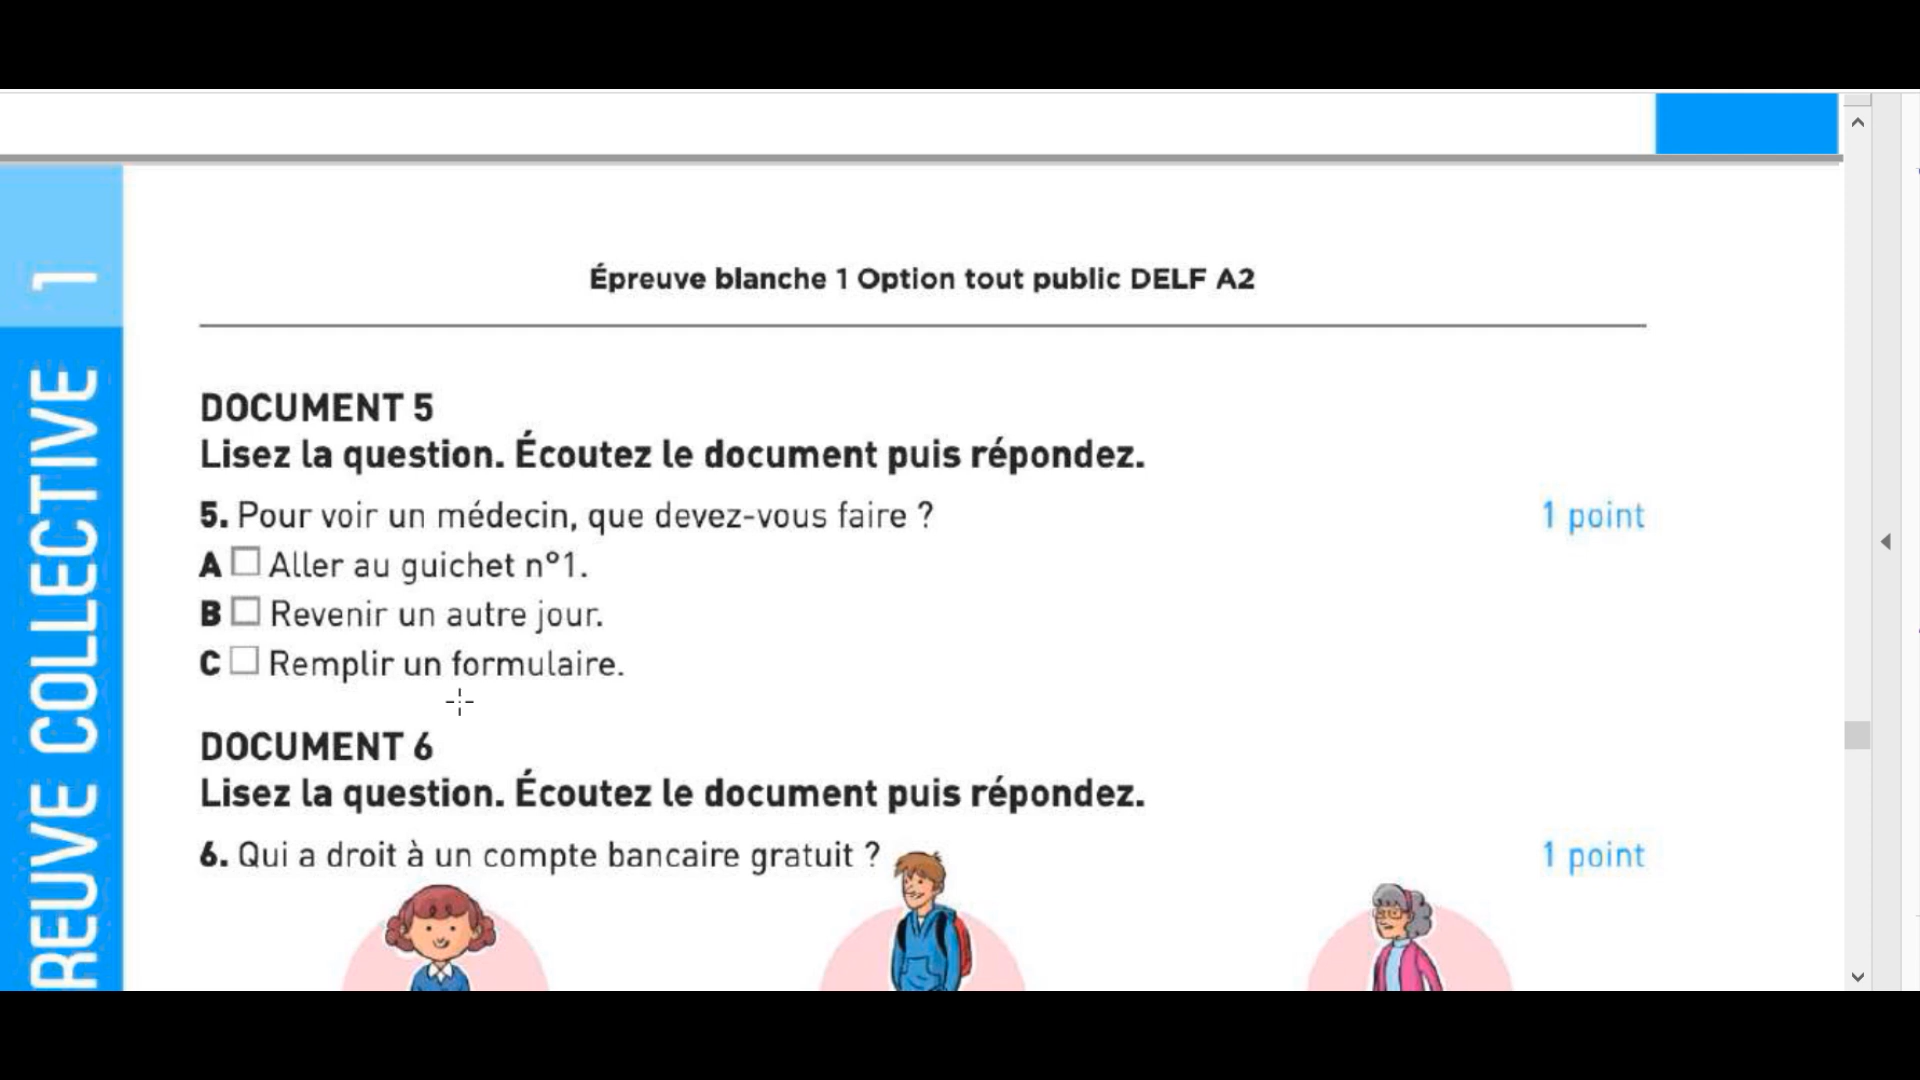 1
REUVE COLLECTIVE
Épreuve blanche 1 Option tout public DELF A2
DOCUMENT 5
Lisez la question. Écoutez le document puis répondez.
5. Pour voir un médecin, que devez-vous faire ? 1 point
A □ Aller au guichet n°1.
B □ Revenir un autre jour.
C □ Remplir un formulaire.
DOCUMENT 6
Lisez la question. Écoutez le document puis répondez.
6. Qui a droit à un compte bancaire gratuit ? 1 point